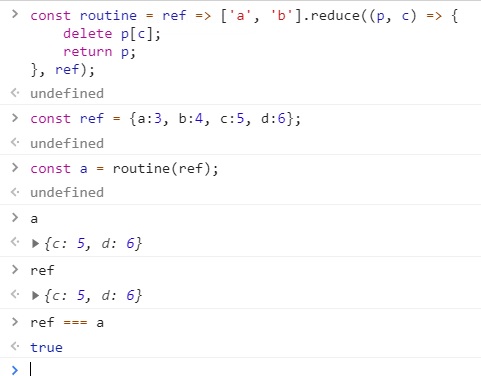 > const routine = ref => ['a', 'b'].reduce((p, c) => {
    delete p[c];
    return p;
}, ref);
<· undefined
> const ref = {a:3, b:4, c:5, d:6};
<· undefined
> const a = routine(ref);
<· undefined
> a
<· ▶{c: 5, d: 6}
> ref
<· ▶{c: 5, d: 6}
> ref === a
<· true
>